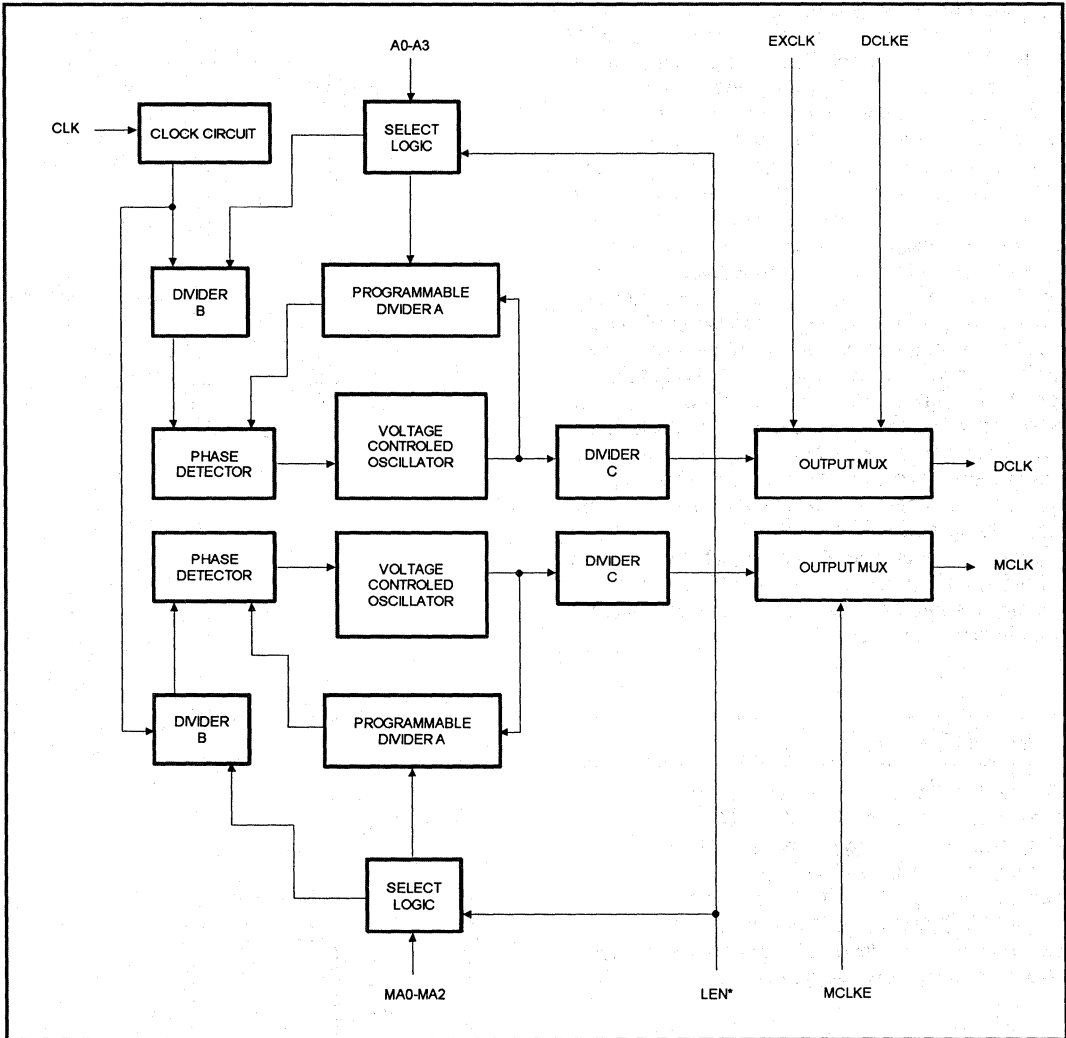 A0-A3
EXCLK
DCLKE
CLK
CLOCK CIRCUIT
SELECT
LOGIC
DIVIDER
B
PROGRAMMABLE
DIVIDER A
PHASE
DETECTOR
VOLTAGE
CONTROLED
OSCILLATOR
DIVIDER
C
OUTPUT MUX
DCLK
PHASE
DETECTOR
VOLTAGE
CONTROLED
OSCILLATOR
DIVIDER
C
OUTPUT MUX
MCLK
DIVIDER
B
PROGRAMMABLE
DIVIDER A
SELECT
LOGIC
MA0-MA2
LEN*
MCLKE